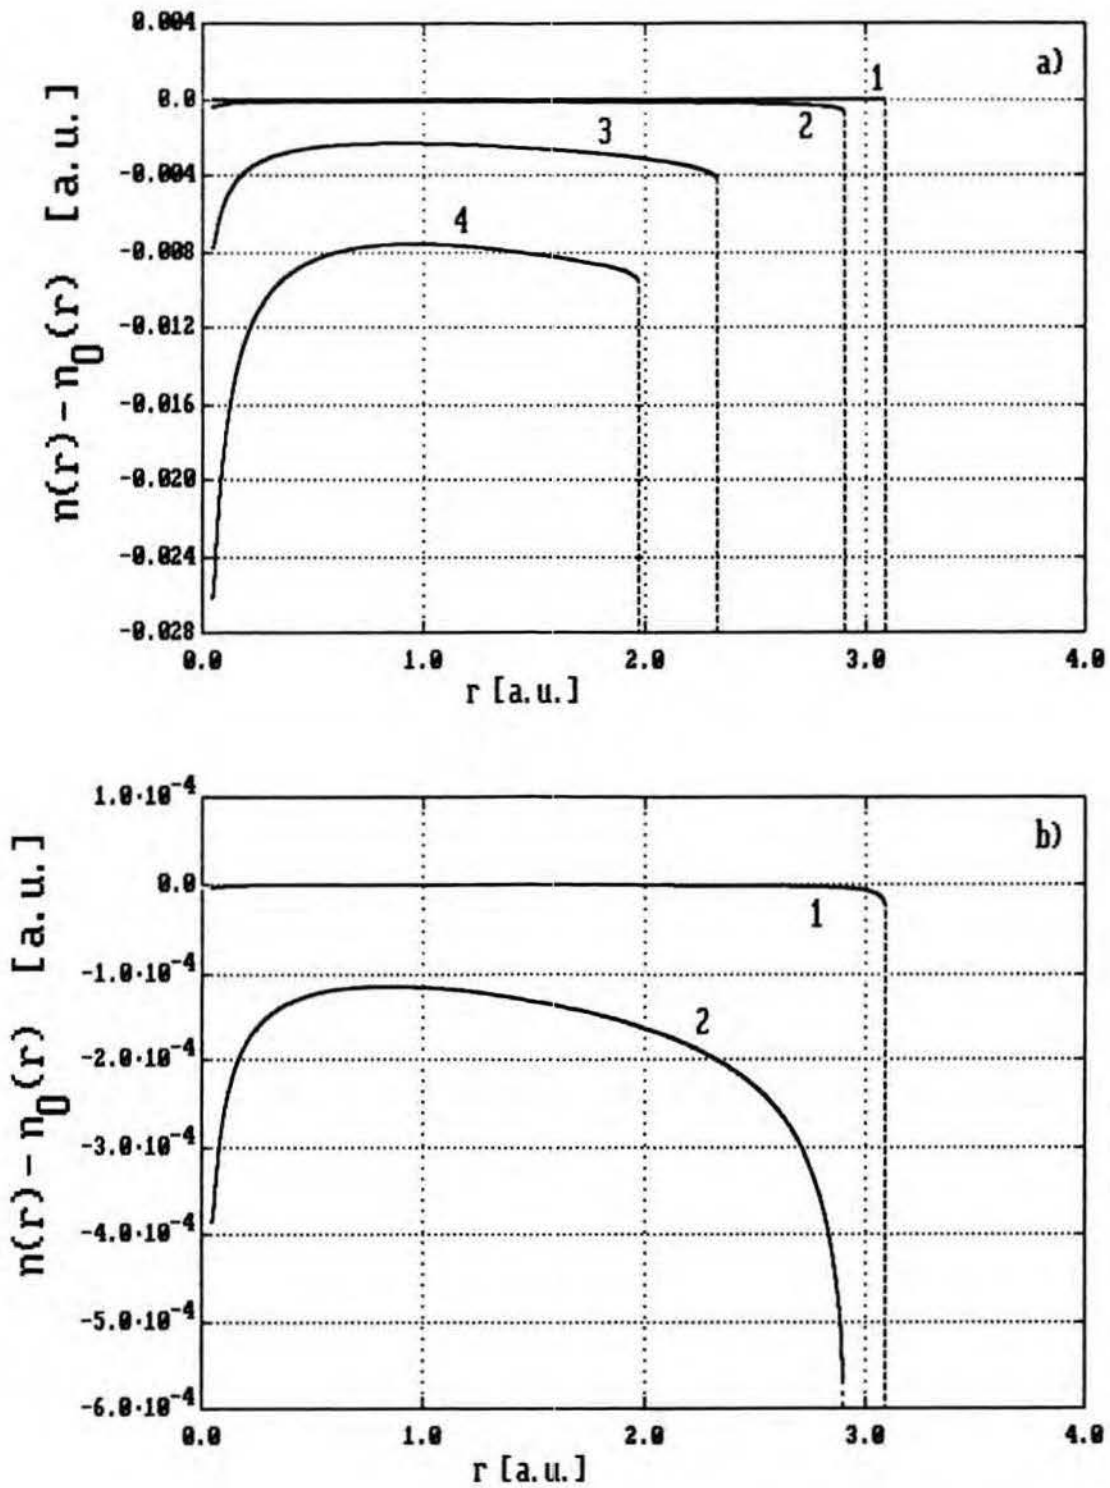 0.004
a)
1
0.0
2
3
-0.004
4
-0.008
-0.012
-0.016
-0.020
-0.024
-0.028
n(r)-n₀(r) [a.u.]
0.0 1.0 2.0 3.0 4.0
r [a.u.]
1.0·10⁻⁴
b)
0.0
1
-1.0·10⁻⁴
2
-2.0·10⁻⁴
-3.0·10⁻⁴
-4.0·10⁻⁴
-5.0·10⁻⁴
-6.0·10⁻⁴
n(r)-n₀(r) [a.u.]
0.0 1.0 2.0 3.0 4.0
r [a.u.]